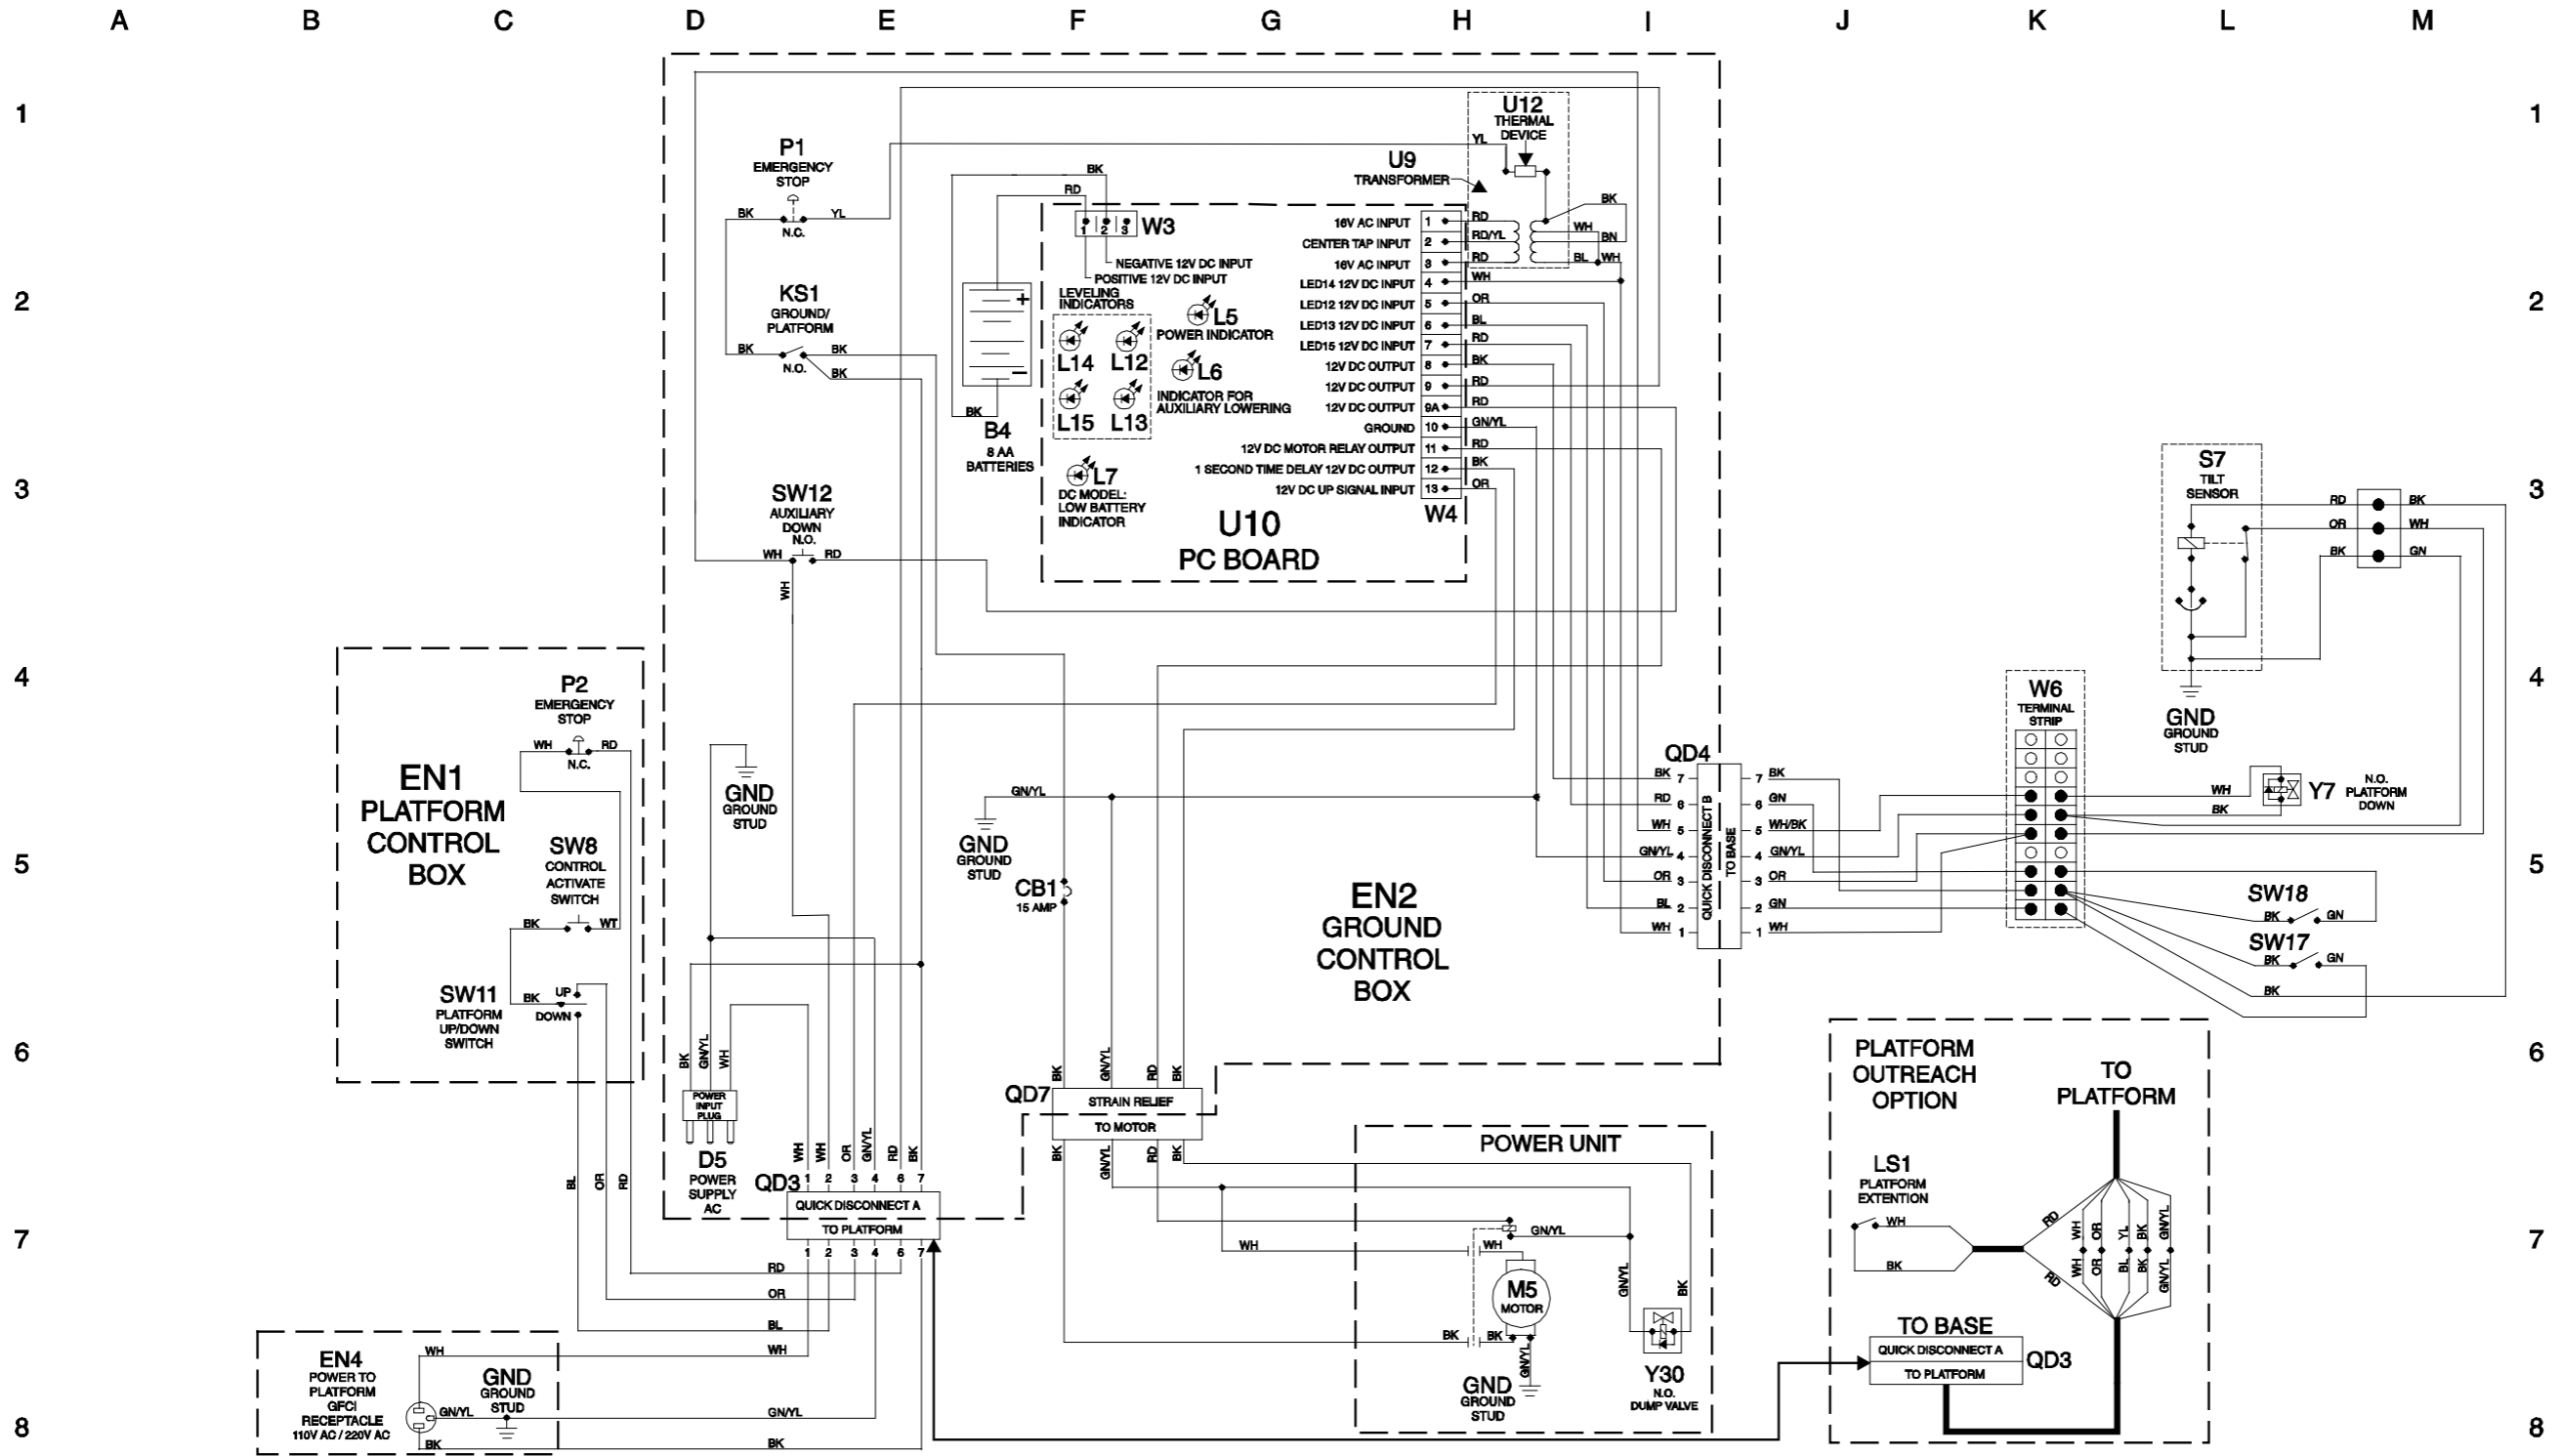 A B C D E F G H I J K L M
1 1
2 2
3 3
4 4
5 5
6 6
7 7
8 8
P1
EMERGENCY
STOP
BK YL
N.C.
KS1
GROUND/
PLATFORM
BK BK
N.O.
BK
SW12
AUXILIARY
DOWN
N.O.
WH RD
WH
BK
RD
1 2 3 W3
NEGATIVE 12V DC INPUT
POSITIVE 12V DC INPUT
+
−
BK
B4
8 AA
BATTERIES
LEVELING
INDICATORS
L14 L12
L15 L13
L5
POWER INDICATOR
L6
INDICATOR FOR
AUXILIARY LOWERING
L7
DC MODEL:
LOW BATTERY
INDICATOR
U10
PC BOARD
U12
THERMAL
DEVICE
YL
U9
TRANSFORMER
BK
WH
BN
BL WH
16V AC INPUT 1 RD
CENTER TAP INPUT 2 RD/YL
16V AC INPUT 3 RD
LED14 12V DC INPUT 4 WH
LED12 12V DC INPUT 5 OR
LED13 12V DC INPUT 6 BL
LED15 12V DC INPUT 7 RD
12V DC OUTPUT 8 BK
12V DC OUTPUT 9 RD
12V DC OUTPUT 9A RD
GROUND 10 GN/YL
12V DC MOTOR RELAY OUTPUT 11 RD
1 SECOND TIME DELAY 12V DC OUTPUT 12 BK
12V DC UP SIGNAL INPUT 13 OR
W4
S7
TILT
SENSOR
RD BK
OR WH
BK GN
GND
GROUND
STUD
W6
TERMINAL
STRIP
WH
BK
Y7
N.O.
PLATFORM
DOWN
SW18
BK GN
SW17
BK GN
BK
QD4
BK 7 7 BK
RD 6 6 GN
WH 5 5 WH/BK
GN/YL 4 4 GN/YL
OR 3 3 OR
BL 2 2 GN
WH 1 1 WH
QUICK DISCONNECT B
TO BASE
P2
EMERGENCY
STOP
WH RD
N.C.
EN1
PLATFORM
CONTROL
BOX
SW8
CONTROL
ACTIVATE
SWITCH
BK WT
SW11
PLATFORM
UP/DOWN
SWITCH
BK UP
DOWN
BL OR RD
GND
GROUND
STUD
GN/YL
GND
GROUND
STUD
CB1
15 AMP
EN2
GROUND
CONTROL
BOX
BK GN/YL WH
POWER
INPUT
PLUG
D5
POWER
SUPPLY
AC
WH WH OR GN/YL RD BK
QD3 1 2 3 4 6 7
QUICK DISCONNECT A
TO PLATFORM
1 2 3 4 6 7
RD
OR
BL
WH WH
GN/YL GN/YL
BK BK
EN4
POWER TO
PLATFORM
GFCI
RECEPTACLE
110V AC / 220V AC
GND
GROUND
STUD
BK GN/YL RD BK
QD7
STRAIN RELIEF
TO MOTOR
BK GN/YL RD BK
POWER UNIT
GN/YL
WH WH
M5
MOTOR
BK BK
GN/YL
GND
GROUND
STUD
GN/YL BK
Y30
N.O.
DUMP VALVE
PLATFORM
OUTREACH
OPTION
TO
PLATFORM
LS1
PLATFORM
EXTENTION
WH
BK
RD WH OR YL BK GN/YL
RD WH OR BL BK GN/YL
TO BASE
QUICK DISCONNECT A
TO PLATFORM
QD3